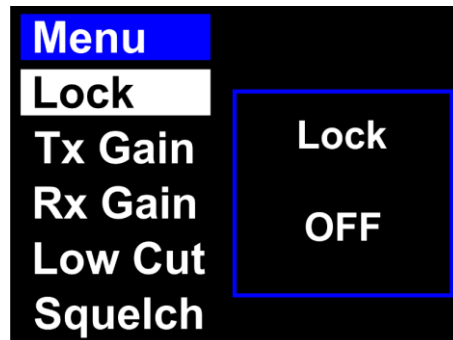 Menu
Lock
Tx Gain
Rx Gain
Low Cut
Squelch
Lock
OFF